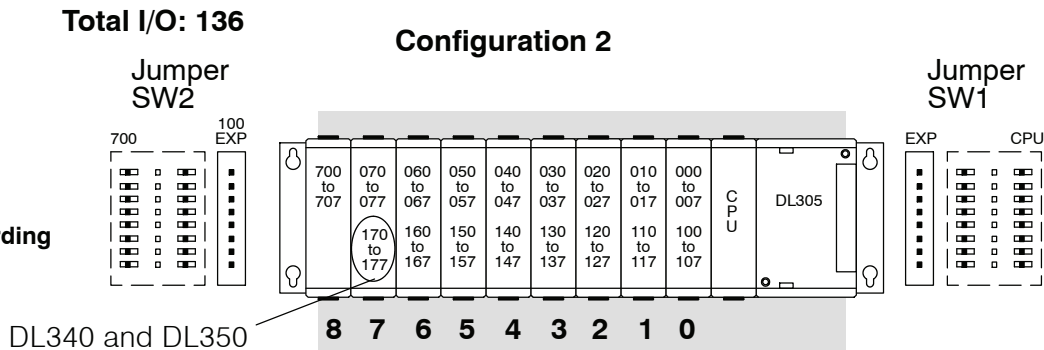 Total I/O: 136
Configuration 2
Jumper
SW2
Jumper
SW1
700
100
EXP
EXP
CPU
700
to
707
070
to
077
060
to
067
050
to
057
040
to
047
030
to
037
020
to
027
010
to
017
000
to
007
170
to
177
160
to
167
150
to
157
140
to
147
130
to
137
120
to
127
110
to
117
100
to
107
C
P
U
DL305
rding
8 7 6 5 4 3 2 1 0
DL340 and DL350